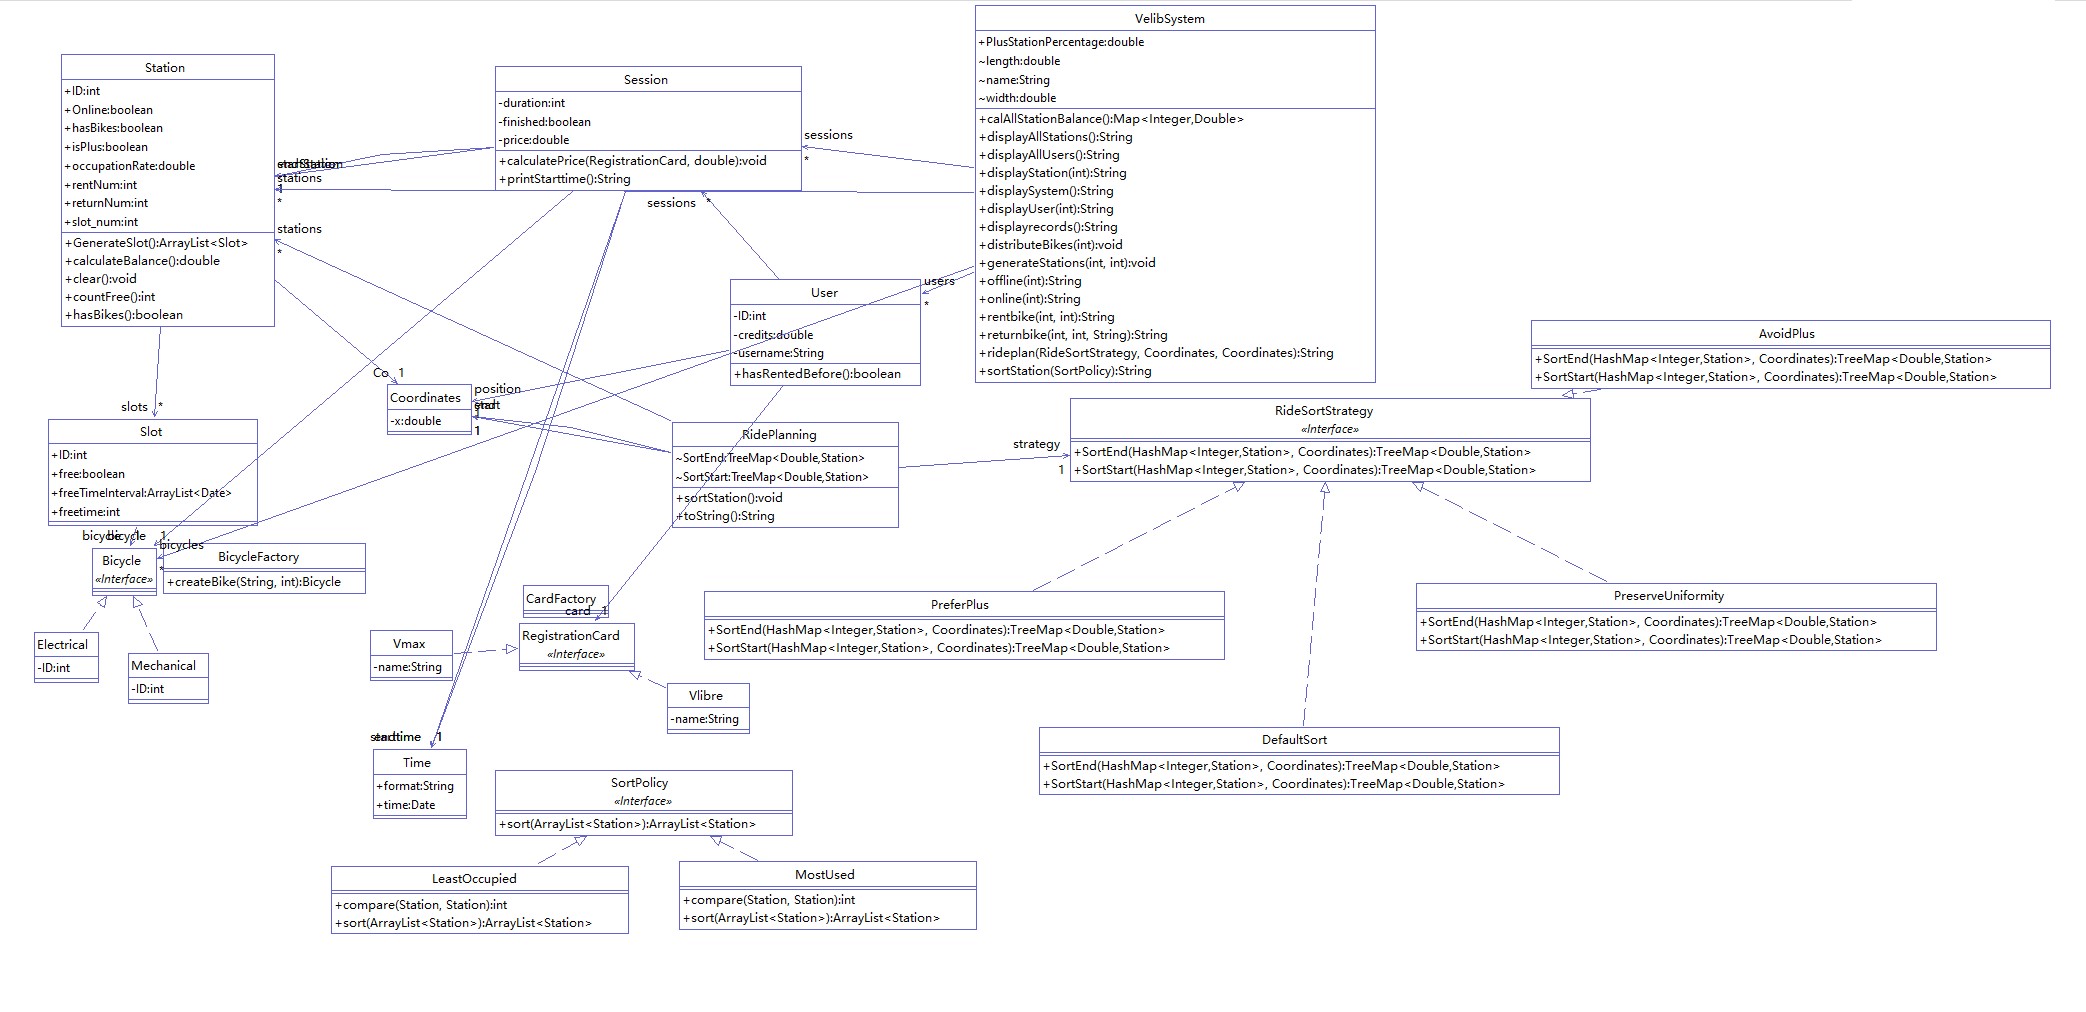 VelibSystem
+PlusStationPercentage:double
~length:double
~name:String
~width:double
+calAllStationBalance():Map<Integer,Double>
+displayAllStations():String
+displayAllUsers():String
+displayStation(int):String
+displaySystem():String
+displayUser(int):String
+displayrecords():String
+distributeBikes(int):void
+generateStations(int, int):void
+offline(int):String
+online(int):String
+rentbike(int, int):String
+returnbike(int, int, String):String
+rideplan(RideSortStrategy, Coordinates, Coordinates):String
+sortStation(SortPolicy):String
Station
+ID:int
+Online:boolean
+hasBikes:boolean
+isPlus:boolean
+occupationRate:double
+rentNum:int
+returnNum:int
+slot_num:int
+GenerateSlot():ArrayList<Slot>
+calculateBalance():double
+clear():void
+countFree():int
+hasBikes():boolean
Session
-duration:int
-finished:boolean
-price:double
+calculatePrice(RegistrationCard, double):void
+printStarttime():String
sessions
*
stations
1
*
stations
*
sessions *
users
*
User
-ID:int
-credits:double
-username:String
+hasRentedBefore():boolean
Co 1
Coordinates
-x:double
position
start
1
1
slots *
Slot
+ID:int
+free:boolean
+freeTimeInterval:ArrayList<Date>
+freetime:int
RidePlanning
~SortEnd:TreeMap<Double,Station>
~SortStart:TreeMap<Double,Station>
+sortStation():void
+toString():String
strategy
1
AvoidPlus
+SortEnd(HashMap<Integer,Station>, Coordinates):TreeMap<Double,Station>
+SortStart(HashMap<Integer,Station>, Coordinates):TreeMap<Double,Station>
RideSortStrategy
«Interface»
+SortEnd(HashMap<Integer,Station>, Coordinates):TreeMap<Double,Station>
+SortStart(HashMap<Integer,Station>, Coordinates):TreeMap<Double,Station>
bicycle 1
bicycle 1
bicycles
*
Bicycle
«Interface»
BicycleFactory
+createBike(String, int):Bicycle
Electrical
-ID:int
Mechanical
-ID:int
CardFactory
card 1
RegistrationCard
«Interface»
Vmax
-name:String
Vlibre
-name:String
PreferPlus
+SortEnd(HashMap<Integer,Station>, Coordinates):TreeMap<Double,Station>
+SortStart(HashMap<Integer,Station>, Coordinates):TreeMap<Double,Station>
PreserveUniformity
+SortEnd(HashMap<Integer,Station>, Coordinates):TreeMap<Double,Station>
+SortStart(HashMap<Integer,Station>, Coordinates):TreeMap<Double,Station>
DefaultSort
+SortEnd(HashMap<Integer,Station>, Coordinates):TreeMap<Double,Station>
+SortStart(HashMap<Integer,Station>, Coordinates):TreeMap<Double,Station>
1
Time
+format:String
+time:Date
SortPolicy
«Interface»
+sort(ArrayList<Station>):ArrayList<Station>
LeastOccupied
+compare(Station, Station):int
+sort(ArrayList<Station>):ArrayList<Station>
MostUsed
+compare(Station, Station):int
+sort(ArrayList<Station>):ArrayList<Station>